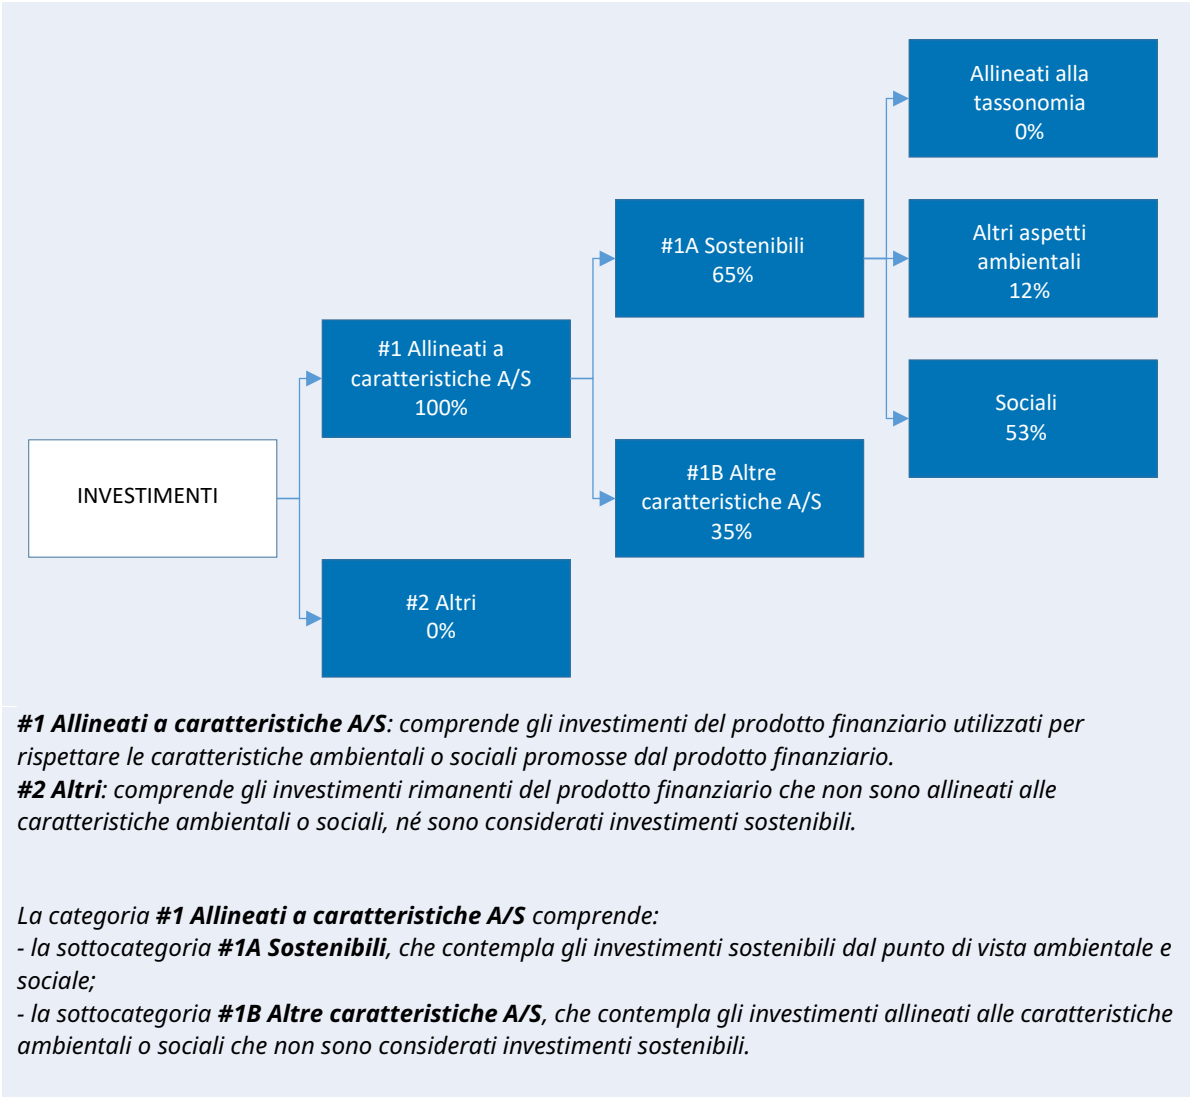 Allineati alla
tassonomia
0%
Altri aspetti
ambientali
12%
#1A Sostenibili
65%
#1 Allineati a
caratteristiche A/S
100%
Sociali
53%
INVESTIMENTI
#1B Altre
caratteristiche A/S
35%
#2 Altri
0%
#1 Allineati a caratteristiche A/S: comprende gli investimenti del prodotto finanziario utilizzati per
rispettare le caratteristiche ambientali o sociali promosse dal prodotto finanziario.
#2 Altri: comprende gli investimenti rimanenti del prodotto finanziario che non sono allineati alle
caratteristiche ambientali o sociali, né sono considerati investimenti sostenibili.
La categoria #1 Allineati a caratteristiche A/S comprende:
- la sottocategoria #1A Sostenibili, che contempla gli investimenti sostenibili dal punto di vista ambientale e
sociale;
- la sottocategoria #1B Altre caratteristiche A/S, che contempla gli investimenti allineati alle caratteristiche
ambientali o sociali che non sono considerati investimenti sostenibili.